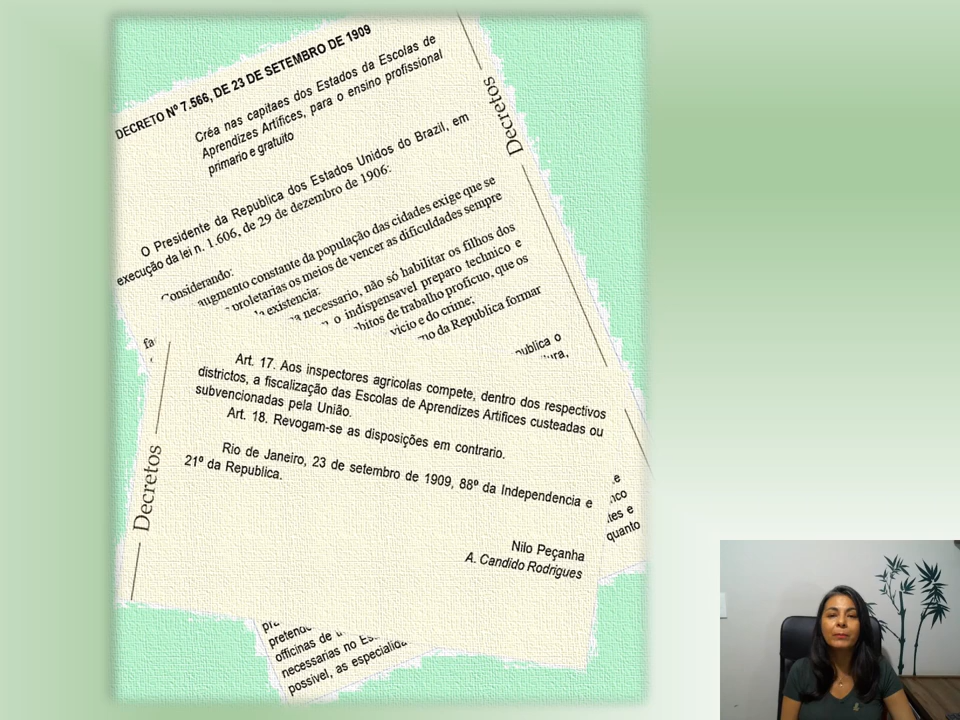 DECRETO Nº 7.566, DE 23 DE SETEMBRO DE 1909
Créa nas capitaes dos Estados da Escolas de
Aprendizes Artifices, para o ensino profissional
primario e gratuito
Decretos
O Presidente da Republica dos Estados Unidos do Brazil, em
execução da lei n. 1.606, de 29 de dezembro de 1906:
Considerando:
augmento constante da população das cidades exige que se
proletarias os meios de vencer as dificuldades sempre
existencia:
necessario, não só habilitar os filhos dos
o indispensavel preparo technico e
de trabalho profícuo, que os
vicio e do crime;
da Republica formar
Art. 17. Aos inspectores agricolas compete, dentro dos respectivos
districtos, a fiscalização das Escolas de Aprendizes Artifices custeadas ou
subvencionadas pela União.
Art. 18. Revogam-se as disposições em contrario.
Rio de Janeiro, 23 de setembro de 1909, 88º da Independencia e
21º da Republica.
Decretos
Nilo Peçanha
A. Candido Rodrigues
e
quanto
officinas de
necessarias no
possivel, as